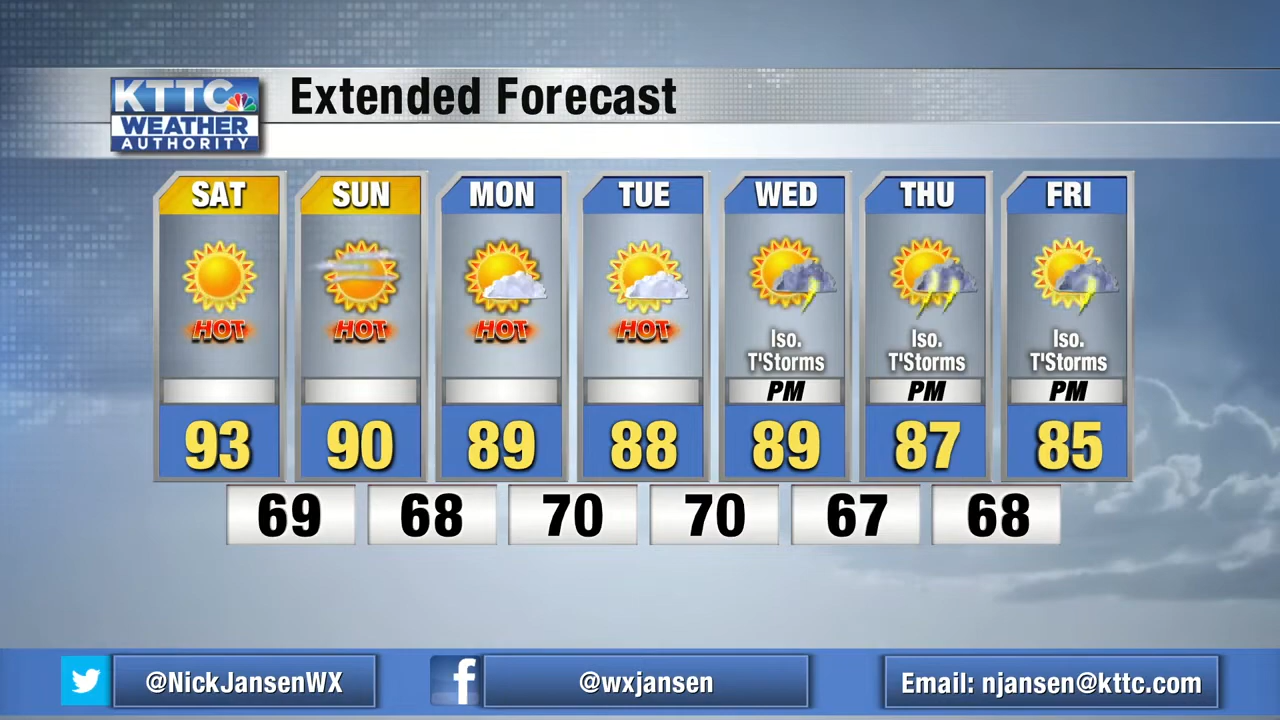 KTTC
WEATHER
AUTHORITY
Extended Forecast
SAT SUN MON TUE WED THU FRI
HOT HOT HOT HOT
Iso. Iso. Iso.
T'Storms T'Storms T'Storms
PM PM PM
93 90 89 88 89 87 85
69 68 70 70 67 68
@NickJansenWX @wxjansen Email: njansen@kttc.com